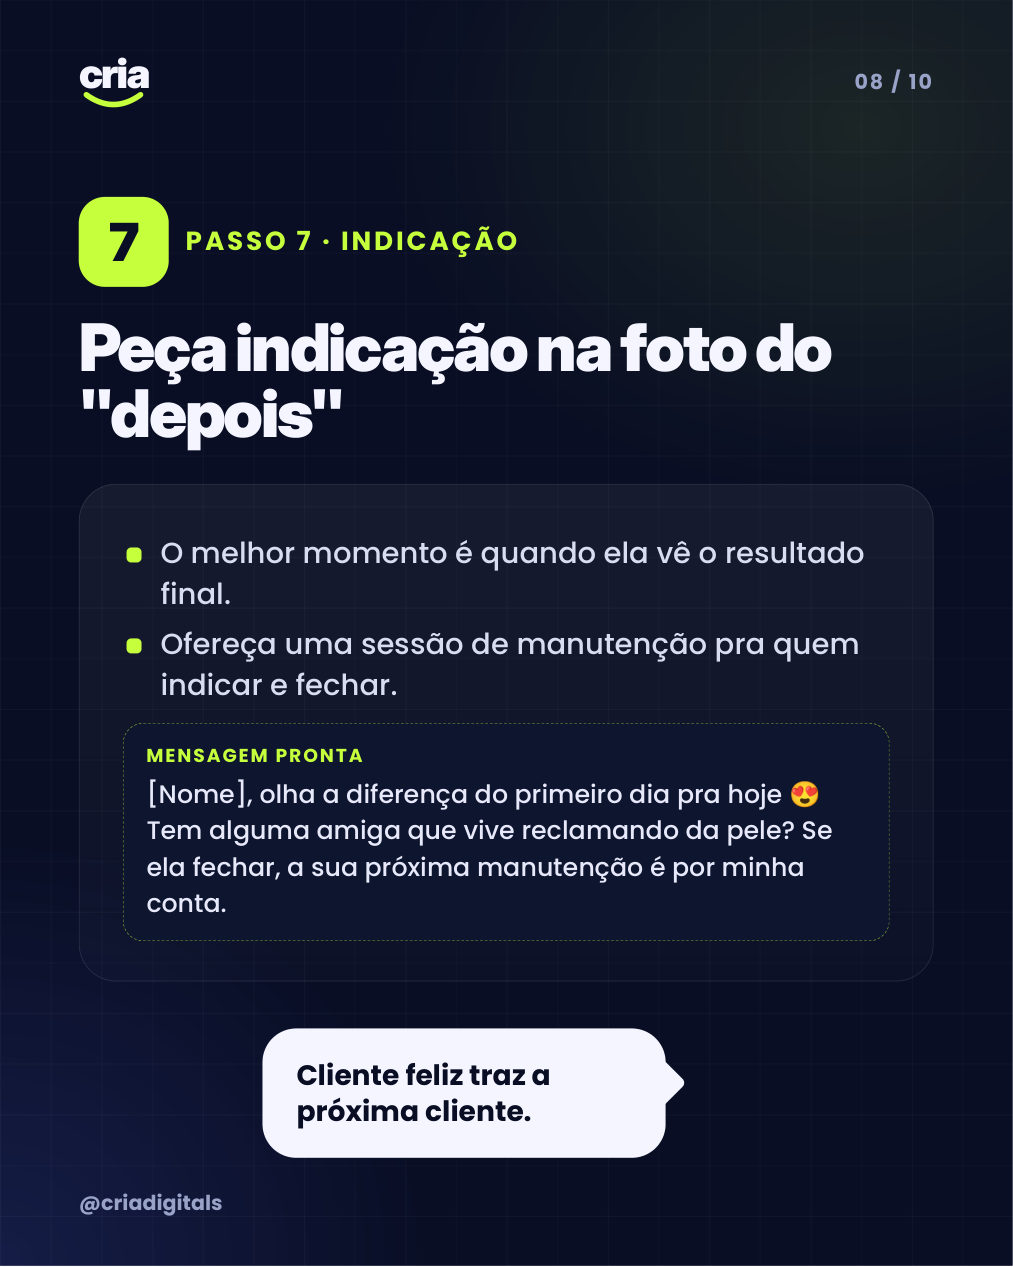 cria
08 / 10
7
PASSO 7 · INDICAÇÃO
Peça indicação na foto do
"depois"
O melhor momento é quando ela vê o resultado
final.
Ofereça uma sessão de manutenção pra quem
indicar e fechar.
MENSAGEM PRONTA
[Nome], olha a diferença do primeiro dia pra hoje 😍
Tem alguma amiga que vive reclamando da pele? Se
ela fechar, a sua próxima manutenção é por minha
conta.
Cliente feliz traz a
próxima cliente.
@criadigitals